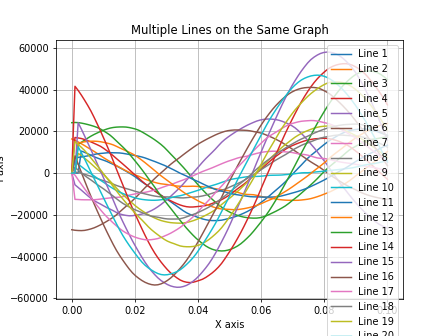 Multiple Lines on the Same Graph
60000
40000
20000
0
−20000
−40000
−60000
0.00
0.02
0.04
0.06
X axis
Line 1
Line 2
Line 3
Line 4
Line 5
Line 6
Line 7
Line 8
Line 9
Line 10
Line 11
Line 12
Line 13
Line 14
Line 15
Line 16
Line 17
Line 18
Line 19